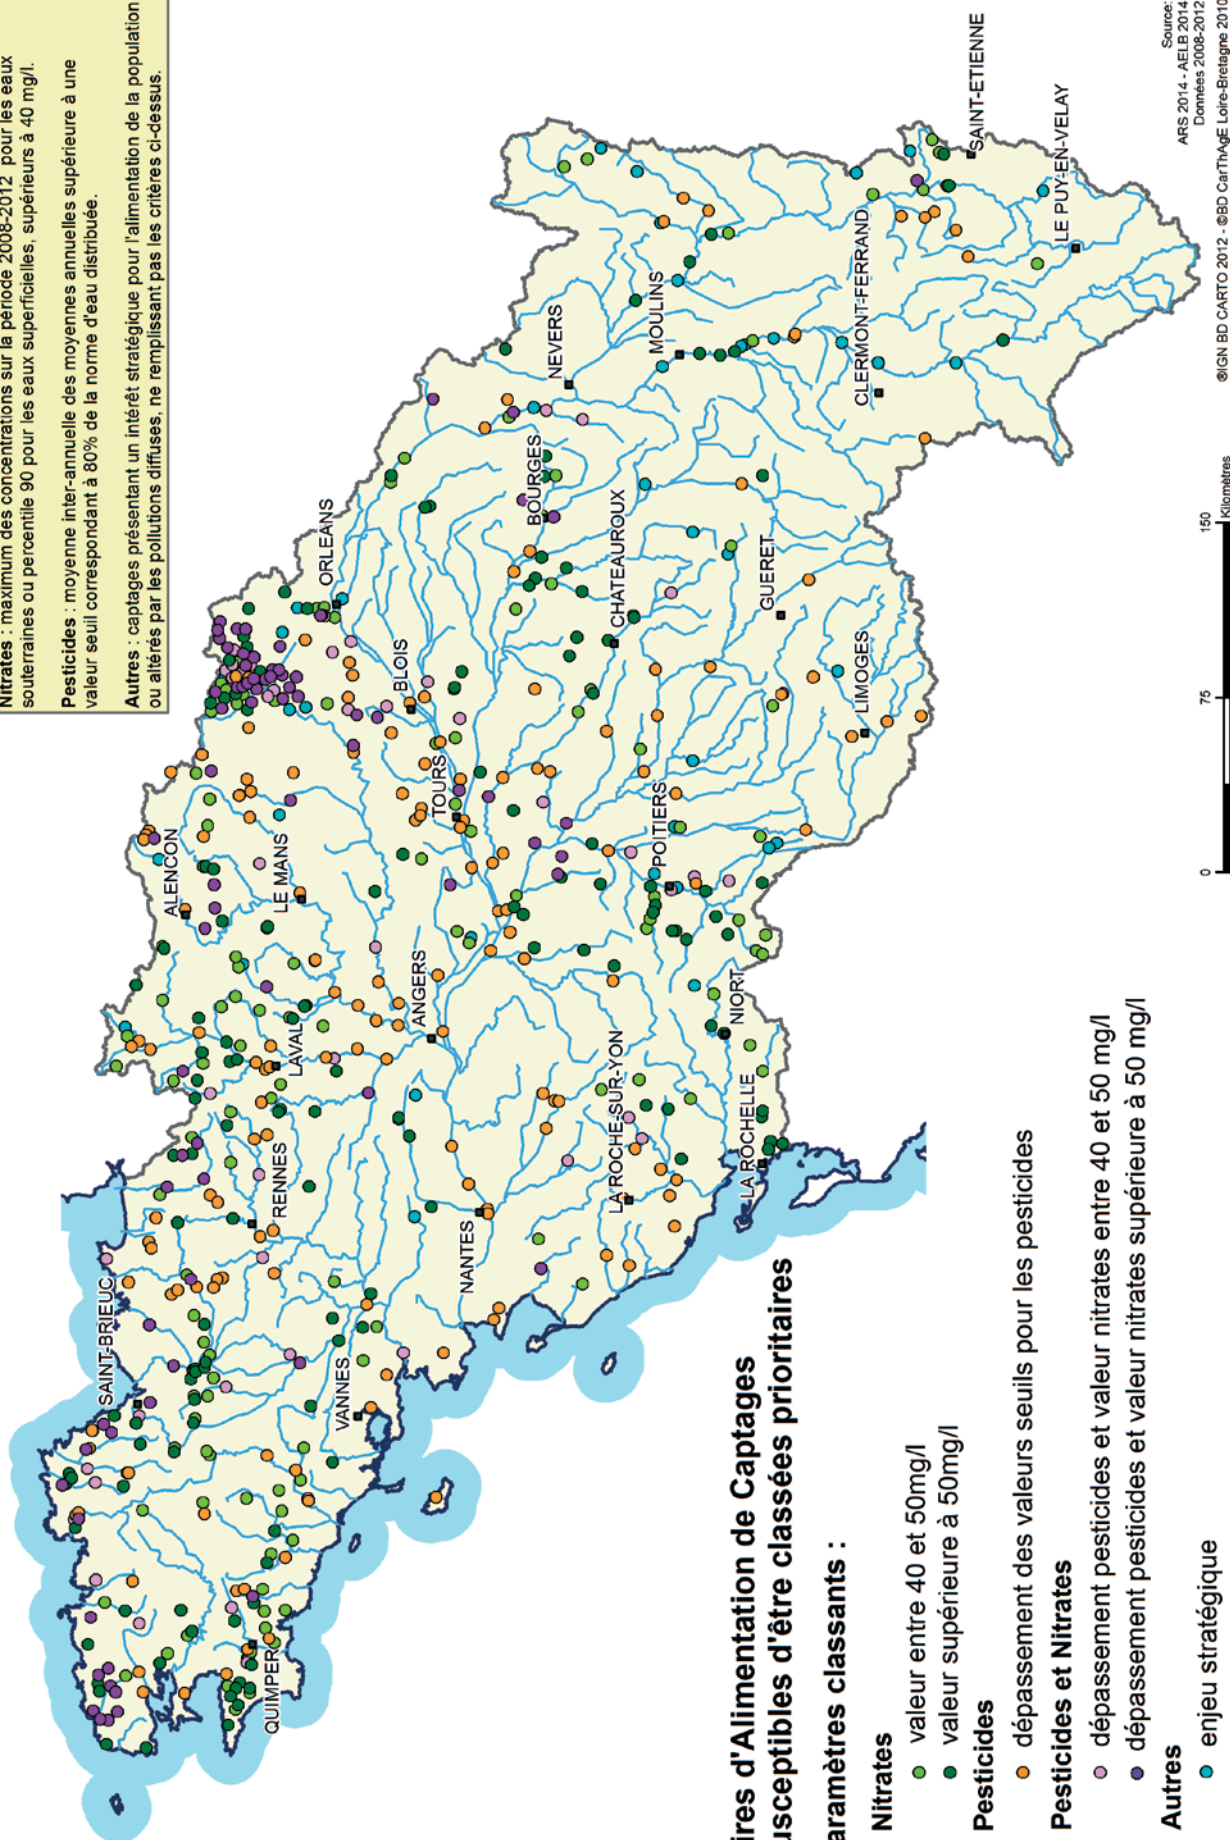 Nitrates : maximum des concentrations sur la période 2008-2012 pour les eaux
souterraines ou percentile 90 pour les eaux superficielles, supérieurs à 40 mg/l.
Pesticides : moyenne inter-annuelle des moyennes annuelles supérieure à une
valeur seuil correspondant à 80% de la norme d'eau distribuée.
Autres : captages présentant un intérêt stratégique pour l'alimentation de la population
ou altérés par les pollutions diffuses, ne remplissant pas les critères ci-dessus.
SAINT-BRIEUC
QUIMPER
VANNES
RENNES
LAVAL
ALENCON
LE MANS
ANGERS
NANTES
TOURS
BLOIS
ORLEANS
BOURGES
NEVERS
CHATEAUROUX
MOULINS
LA ROCHE-SUR-YON
POITIERS
NIORT
LA ROCHELLE
GUERET
LIMOGES
CLERMONT-FERRAND
SAINT-ETIENNE
LE PUY-EN-VELAY
ires d'Alimentation de Captages
usceptibles d'être classées prioritaires
aramètres classants :
Nitrates
valeur entre 40 et 50mg/l
valeur supérieure à 50mg/l
Pesticides
dépassement des valeurs seuils pour les pesticides
Pesticides et Nitrates
dépassement pesticides et valeur nitrates entre 40 et 50 mg/l
dépassement pesticides et valeur nitrates supérieure à 50 mg/l
Autres
enjeu stratégique
0 75 150
Kilomètres
Source:
ARS 2014 - AELB 2014
Données 2008-2012
®IGN BD CARTO 2012 - ©BD CarThAgE Loire-Bretagne 2010